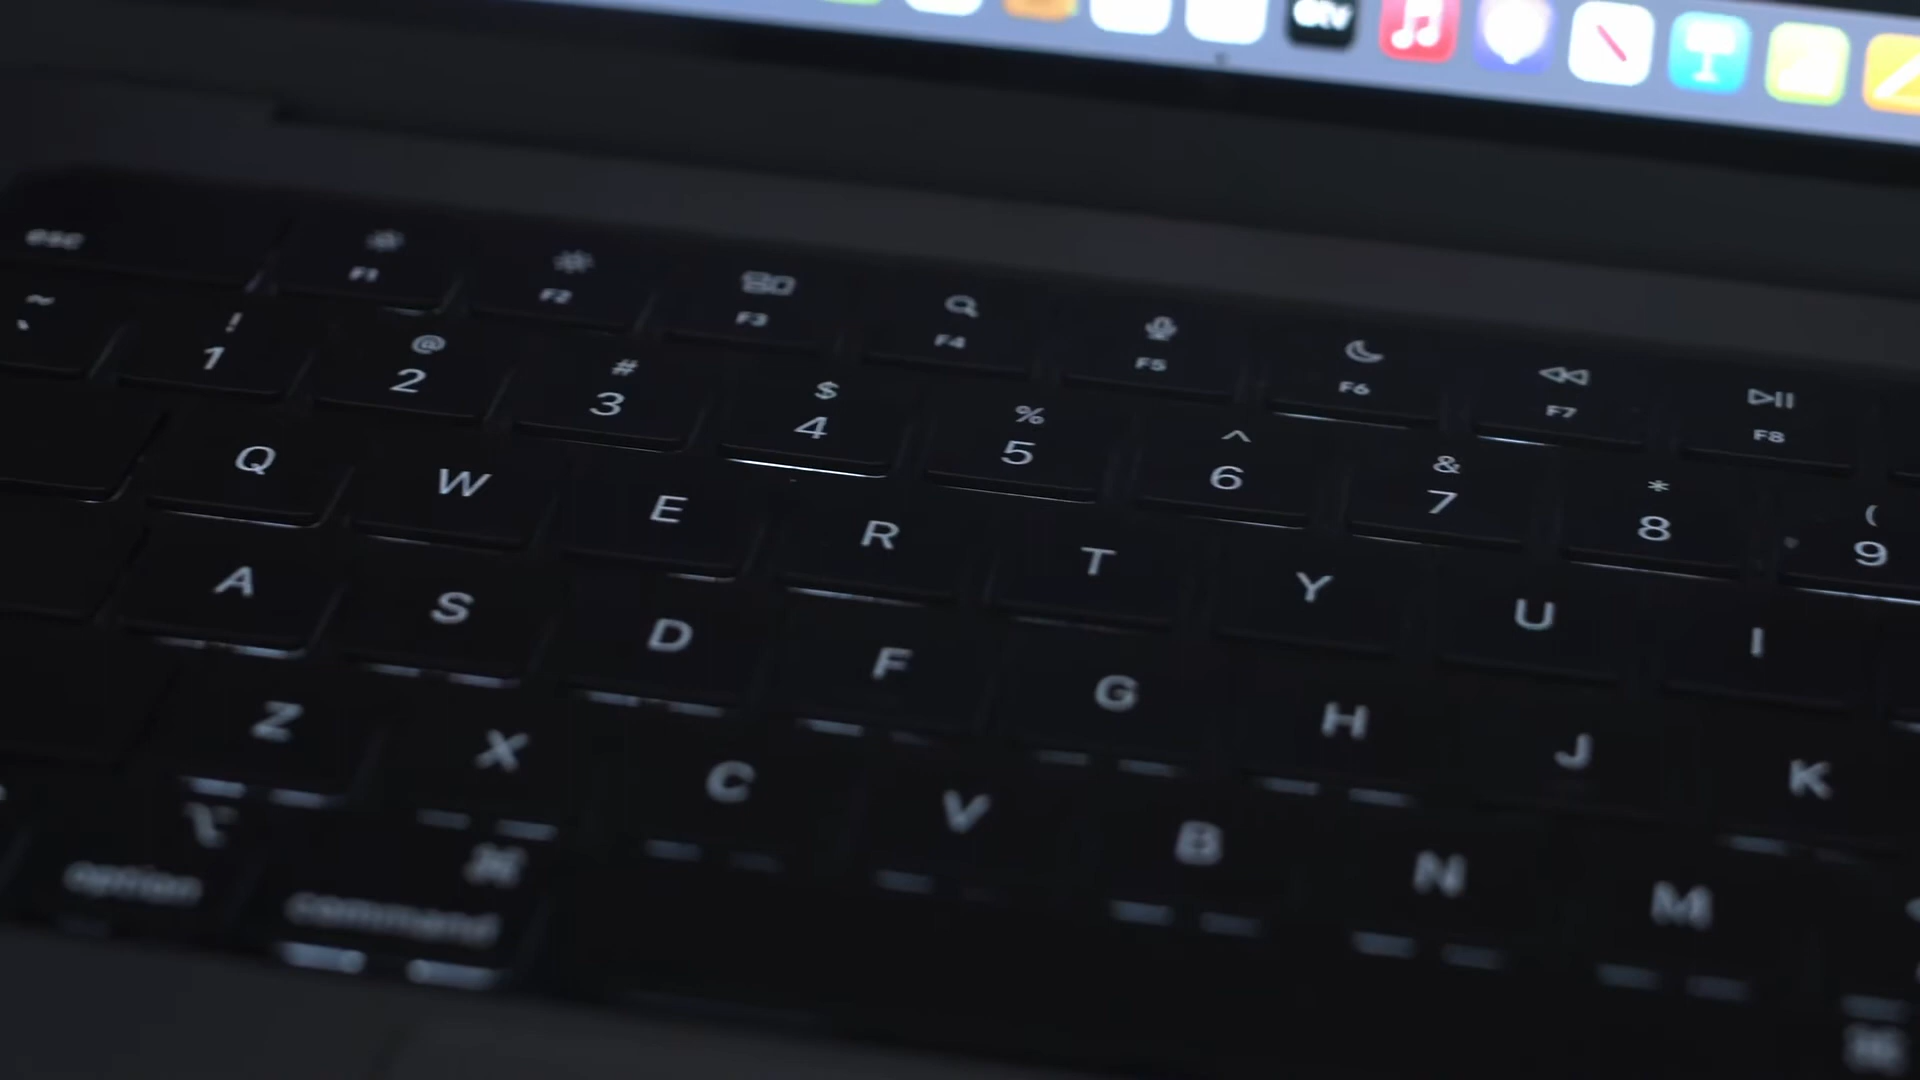 tv
esc F1 F2 F3 F4 F5 F6 F7 F8
~ ! @ # $ % ^ & * (
` 1 2 3 4 5 6 7 8 9
Q W E R T Y U I
A S D F G H J K
Z X C V B N M
⌥ ⌘
option command